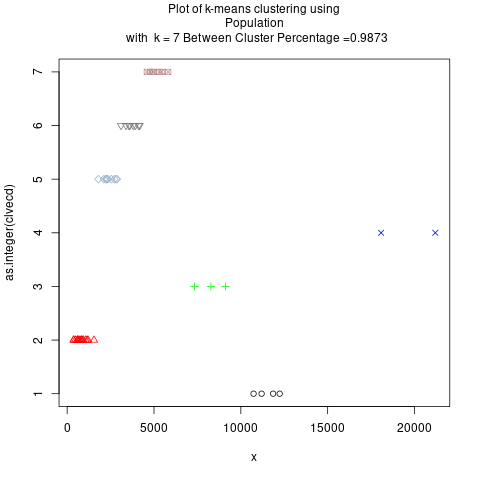 Plot of k-means clustering using
Population
with k = 7 Between Cluster Percentage =0.9873
as.integer(clvecd)
7
6
5
4
3
2
1
0 5000 10000 15000 20000
x